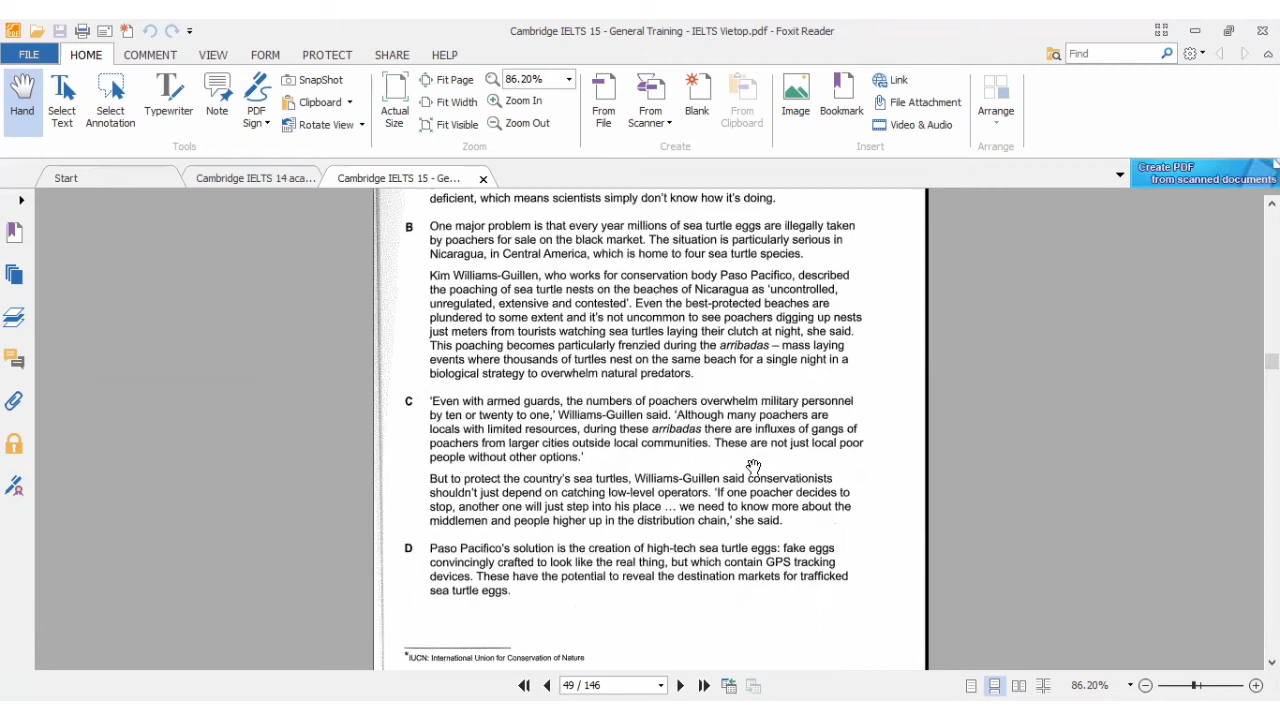 Cambridge IELTS 15 - General Training - IELTS Vietop.pdf - Foxit Reader
FILE HOME COMMENT VIEW FORM PROTECT SHARE HELP Find
Hand
Select Text
Select Annotation
Typewriter
Note
PDF Sign
SnapShot
Clipboard
Rotate View
Tools
Actual Size
Fit Page
Fit Width
Fit Visible
86.20%
Zoom In
Zoom Out
Zoom
From File
From Scanner
Blank
From Clipboard
Create
Image
Bookmark
Link
File Attachment
Video & Audio
Insert
Arrange
Arrange
Start
Cambridge IELTS 14 aca...
Cambridge IELTS 15 - Ge...
Create PDF
from scanned documents
deficient, which means scientists simply don't know how it's doing.
B One major problem is that every year millions of sea turtle eggs are illegally taken
by poachers for sale on the black market. The situation is particularly serious in
Nicaragua, in Central America, which is home to four sea turtle species.
Kim Williams-Guillen, who works for conservation body Paso Pacifico, described
the poaching of sea turtle nests on the beaches of Nicaragua as 'uncontrolled,
unregulated, extensive and contested'. Even the best-protected beaches are
plundered to some extent and it's not uncommon to see poachers digging up nests
just meters from tourists watching sea turtles laying their clutch at night, she said.
This poaching becomes particularly frenzied during the arribadas – mass laying
events where thousands of turtles nest on the same beach for a single night in a
biological strategy to overwhelm natural predators.
C 'Even with armed guards, the numbers of poachers overwhelm military personnel
by ten or twenty to one,' Williams-Guillen said. 'Although many poachers are
locals with limited resources, during these arribadas there are influxes of gangs of
poachers from larger cities outside local communities. These are not just local poor
people without other options.'
But to protect the country's sea turtles, Williams-Guillen said conservationists
shouldn't just depend on catching low-level operators. 'If one poacher decides to
stop, another one will just step into his place ... we need to know more about the
middlemen and people higher up in the distribution chain,' she said.
D Paso Pacifico's solution is the creation of high-tech sea turtle eggs: fake eggs
convincingly crafted to look like the real thing, but which contain GPS tracking
devices. These have the potential to reveal the destination markets for trafficked
sea turtle eggs.
*IUCN: International Union for Conservation of Nature
49 / 146
86.20%